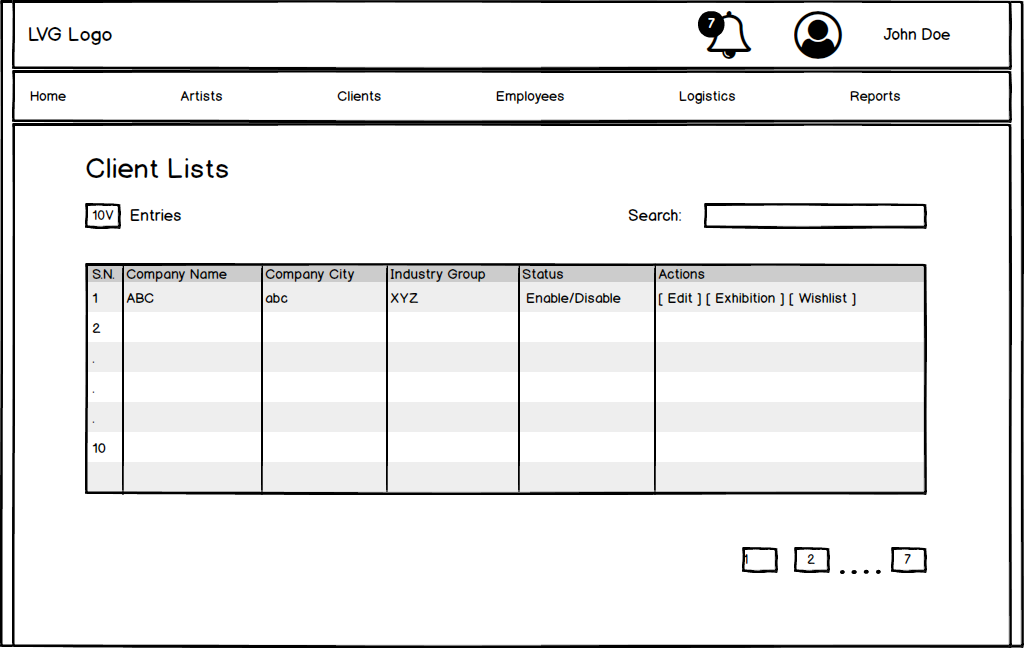 LVG Logo
7
John Doe
Home Artists Clients Employees Logistics Reports
Client Lists
10V Entries Search:
S.N. Company Name Company City Industry Group Status Actions
1 ABC abc XYZ Enable/Disable [ Edit ] [ Exhibition ] [ Wishlist ]
2
.
.
.
10
1 2 .... 7